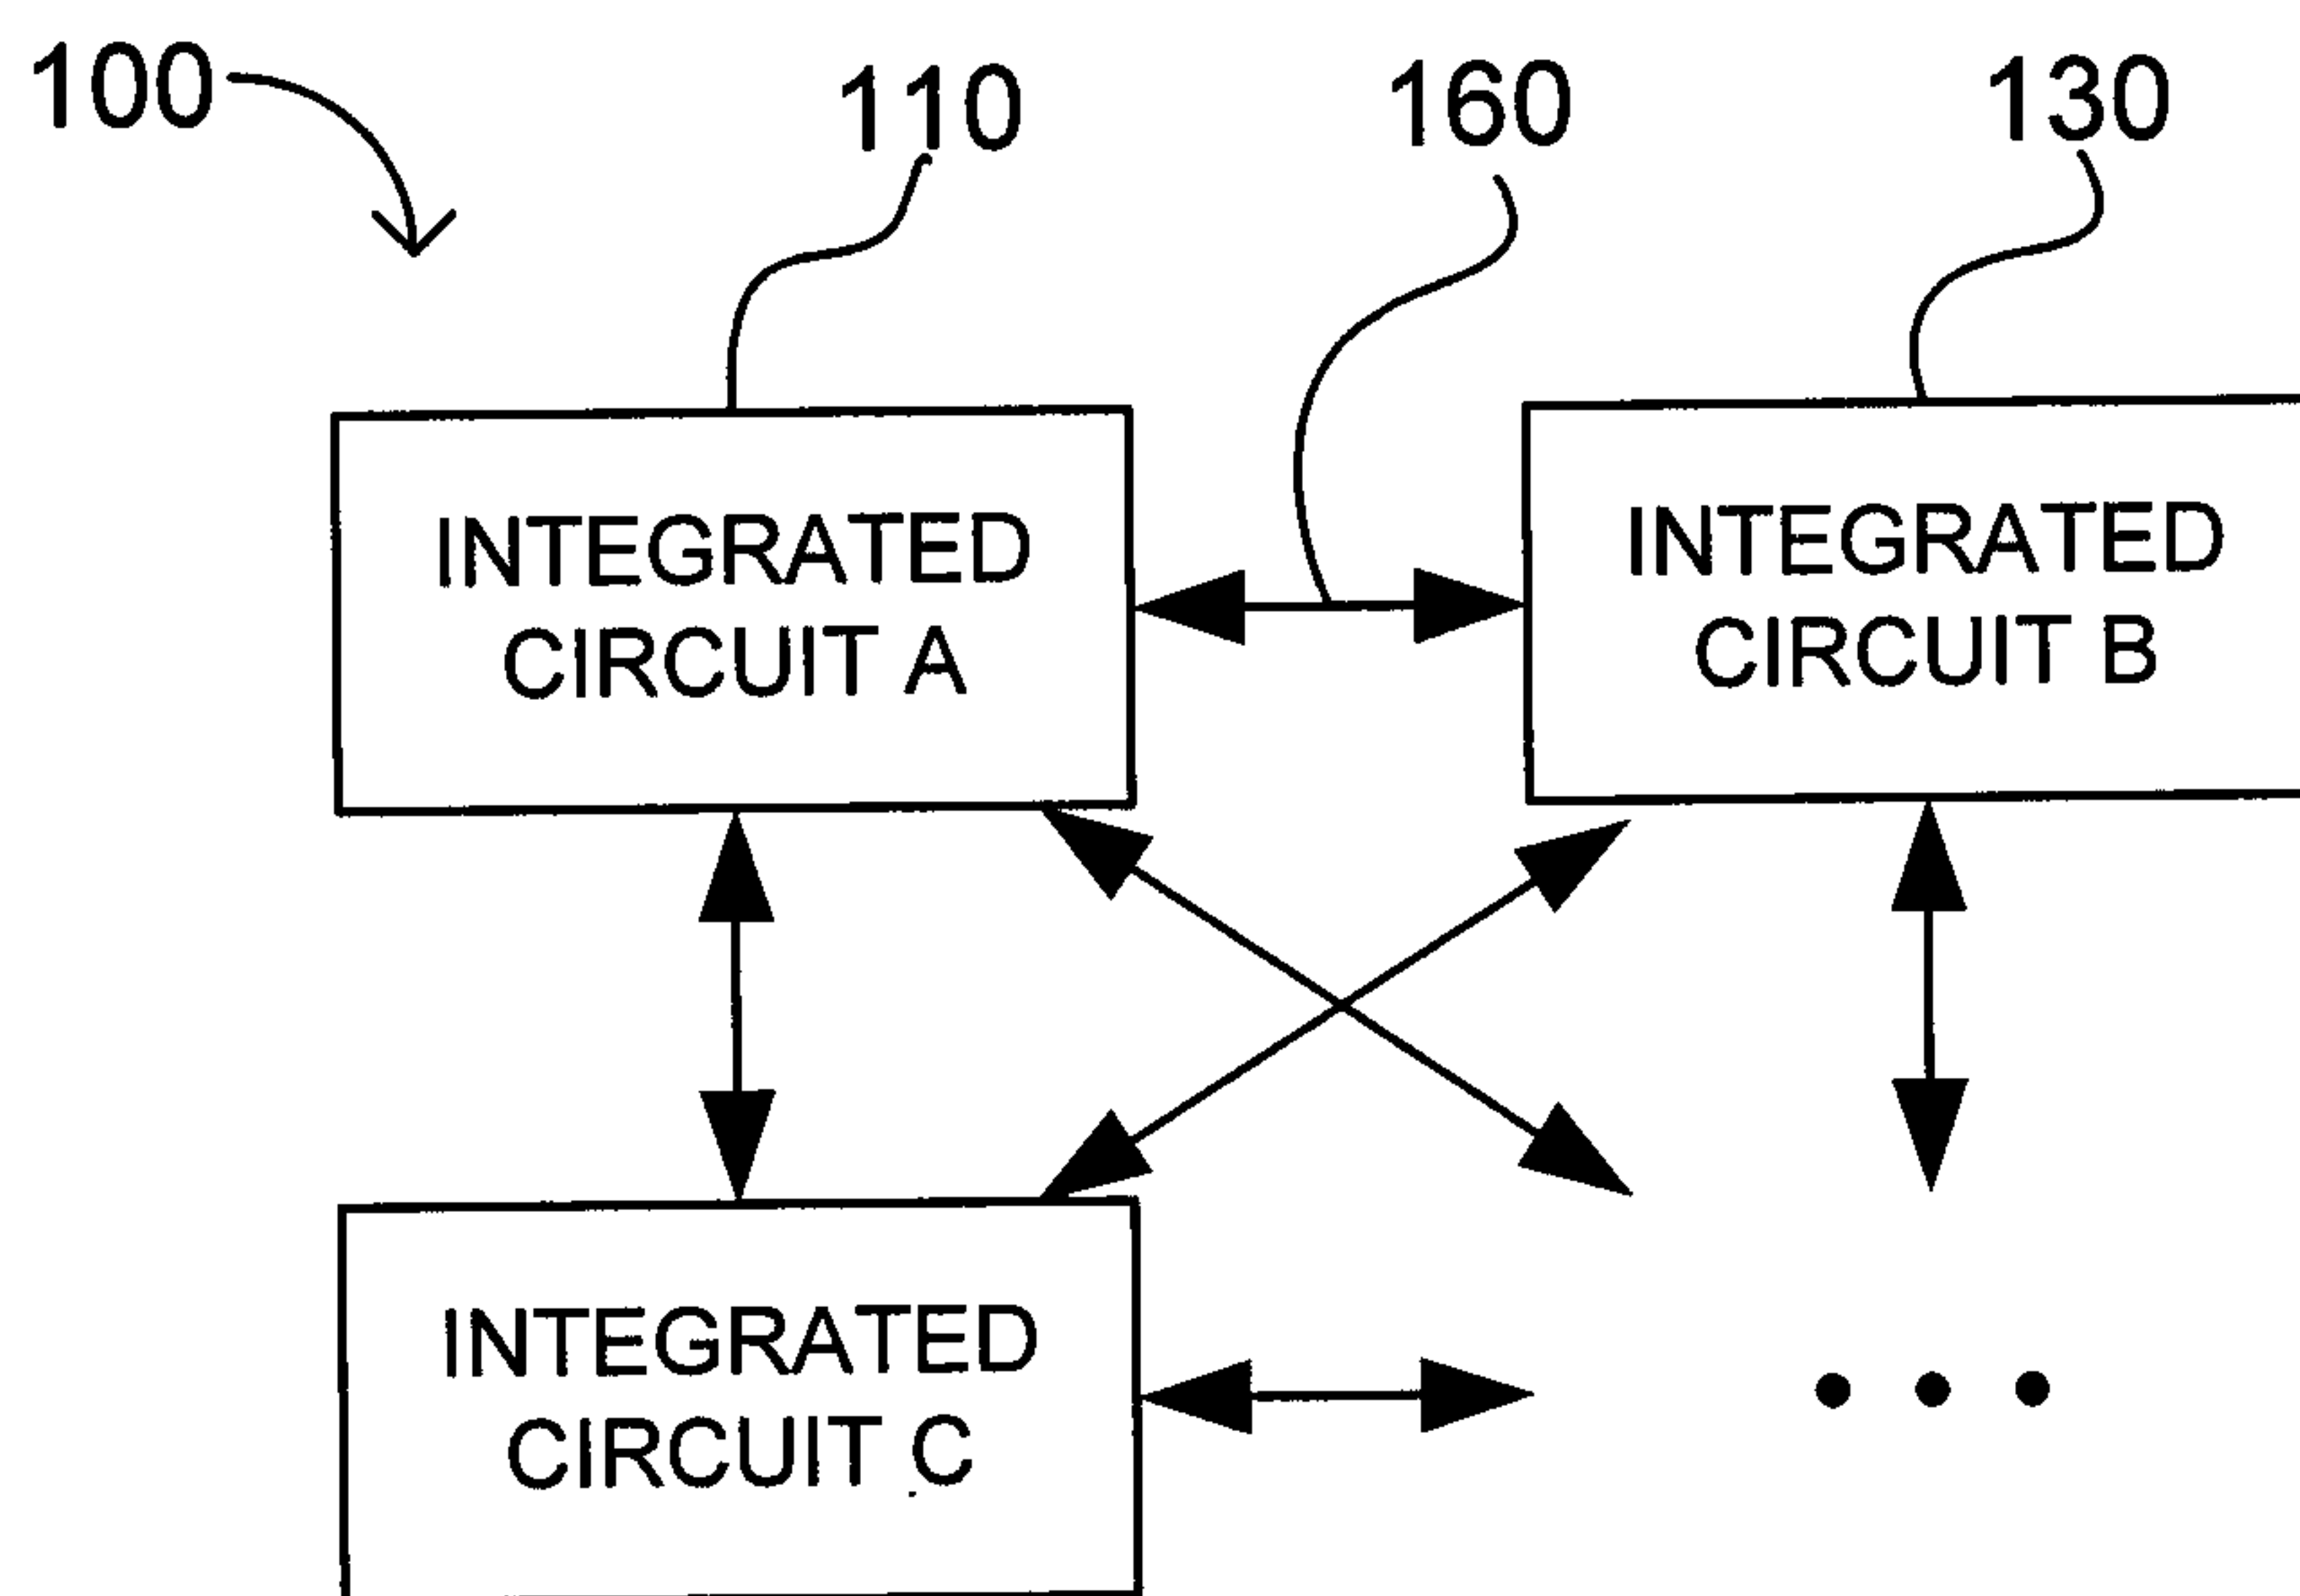 100
110
160
130
INTEGRATED
CIRCUIT A
INTEGRATED
CIRCUIT B
INTEGRATED
CIRCUIT C